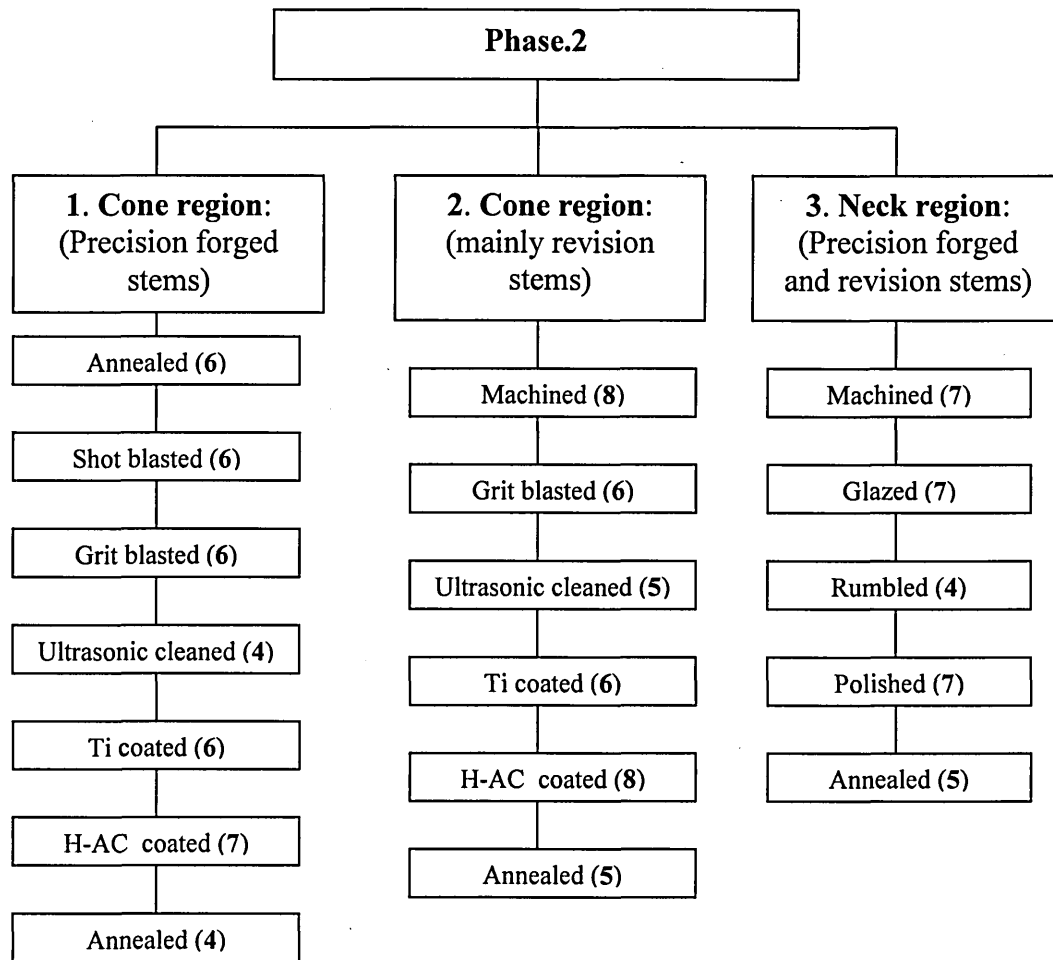 Phase.2
1. Cone region:
(Precision forged
stems)
Annealed (6)
Shot blasted (6)
Grit blasted (6)
Ultrasonic cleaned (4)
Ti coated (6)
H-AC coated (7)
Annealed (4)
2. Cone region:
(mainly revision
stems)
Machined (8)
Grit blasted (6)
Ultrasonic cleaned (5)
Ti coated (6)
H-AC coated (8)
Annealed (5)
3. Neck region:
(Precision forged
and revision stems)
Machined (7)
Glazed (7)
Rumbled (4)
Polished (7)
Annealed (5)